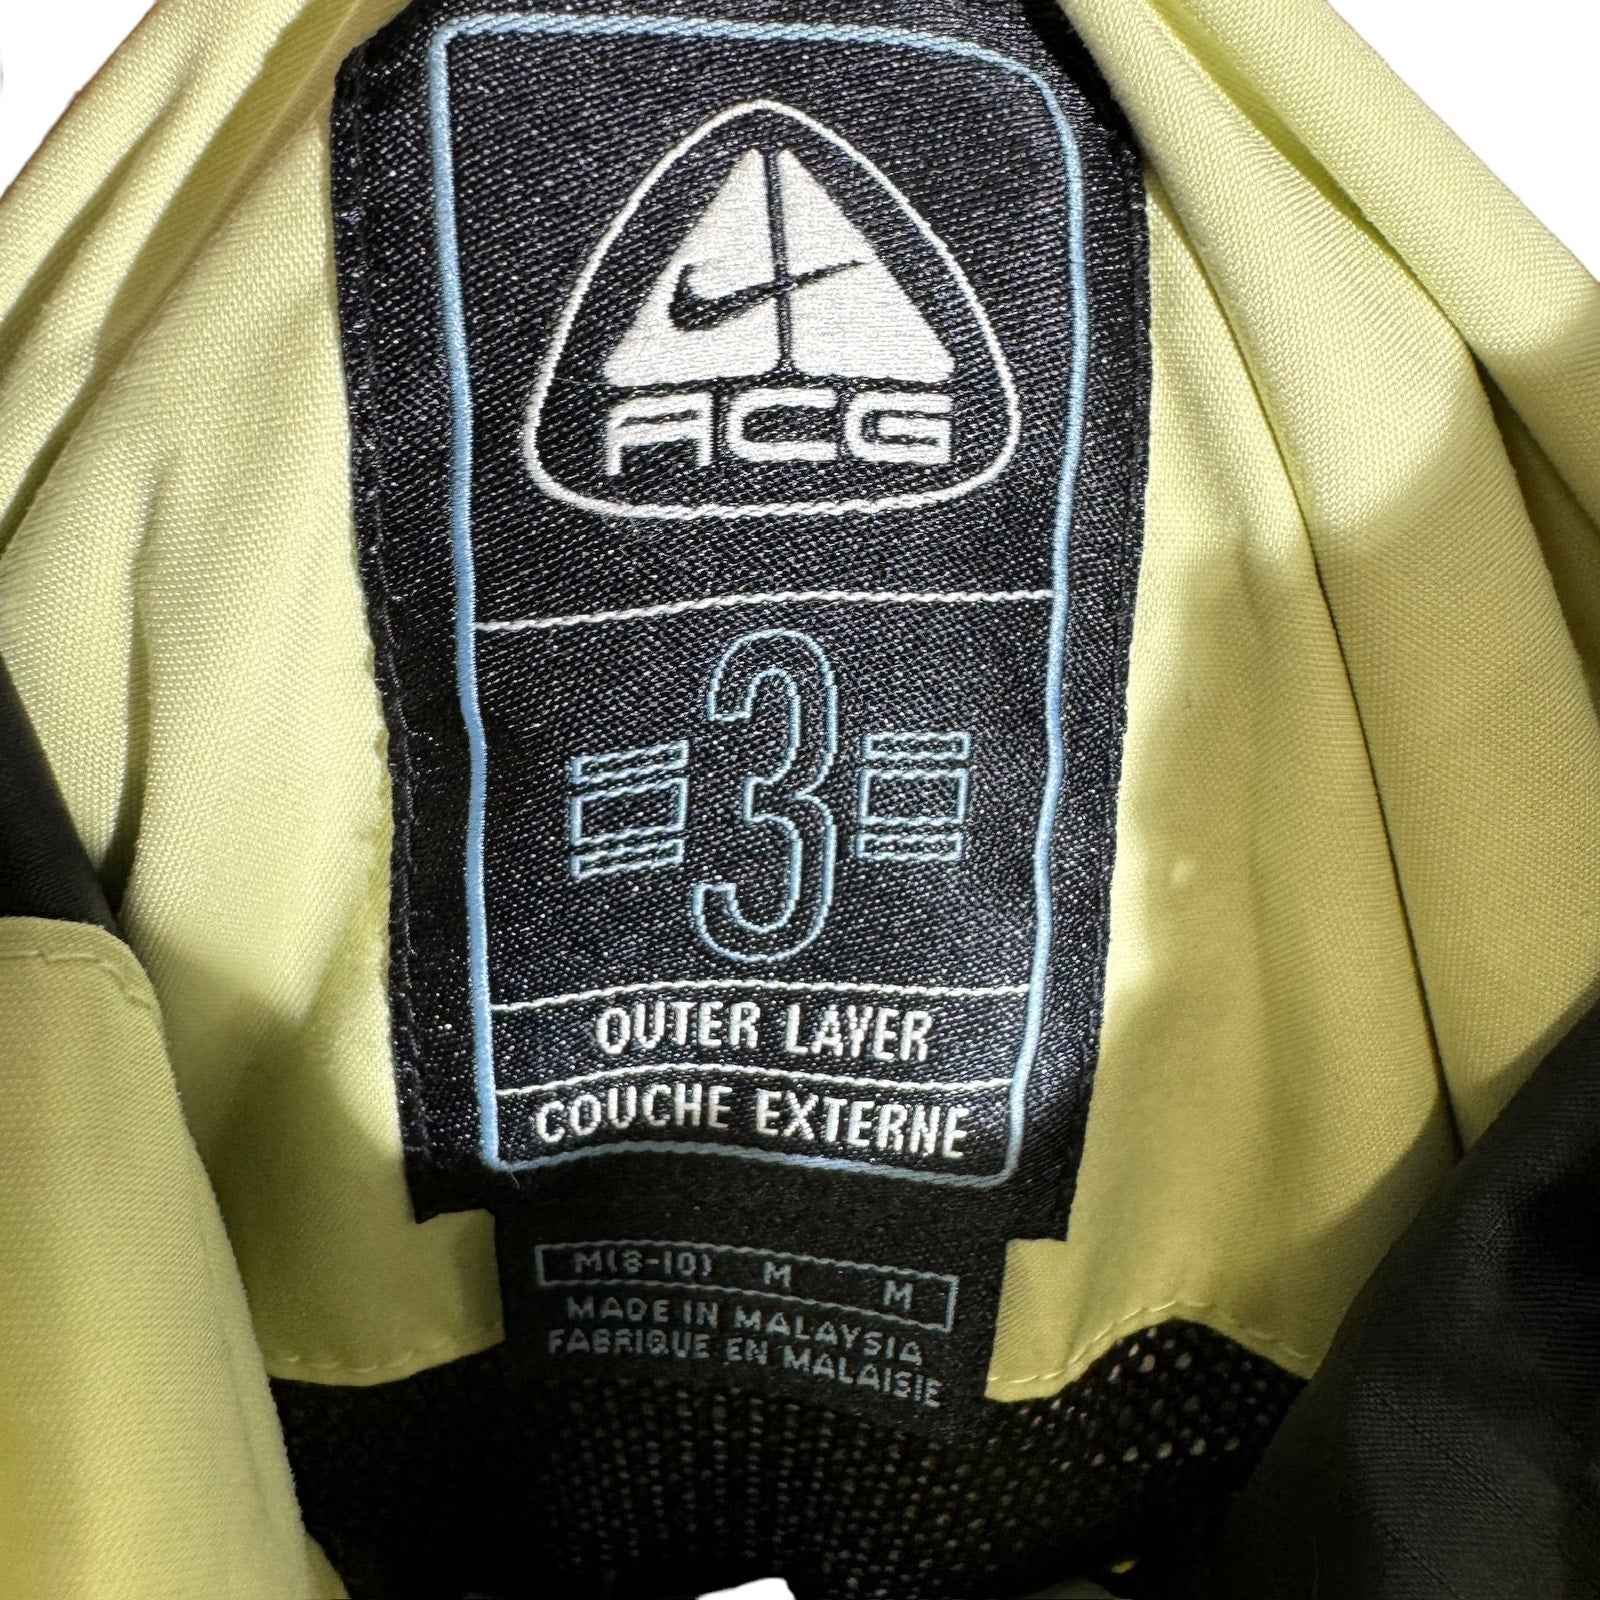 ACG
3
OUTER LAYER
COUCHE EXTERNE
M(8-10) M M
MADE IN MALAYSIA
FABRIQUE EN MALAISIE